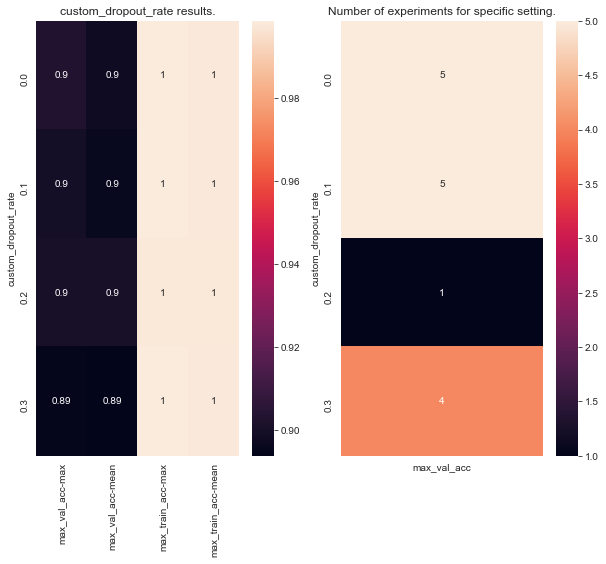 custom_dropout_rate results.
Number of experiments for specific setting.
custom_dropout_rate
0.0
0.1
0.2
0.3
0.9 0.9 1 1
0.9 0.9 1 1
0.9 0.9 1 1
0.89 0.89 1 1
max_val_acc-max
max_val_acc-mean
max_train_acc-max
max_train_acc-mean
0.98
0.96
0.94
0.92
0.90
custom_dropout_rate
0.0
0.1
0.2
0.3
5
5
1
4
max_val_acc
5.0
4.5
4.0
3.5
3.0
2.5
2.0
1.5
1.0